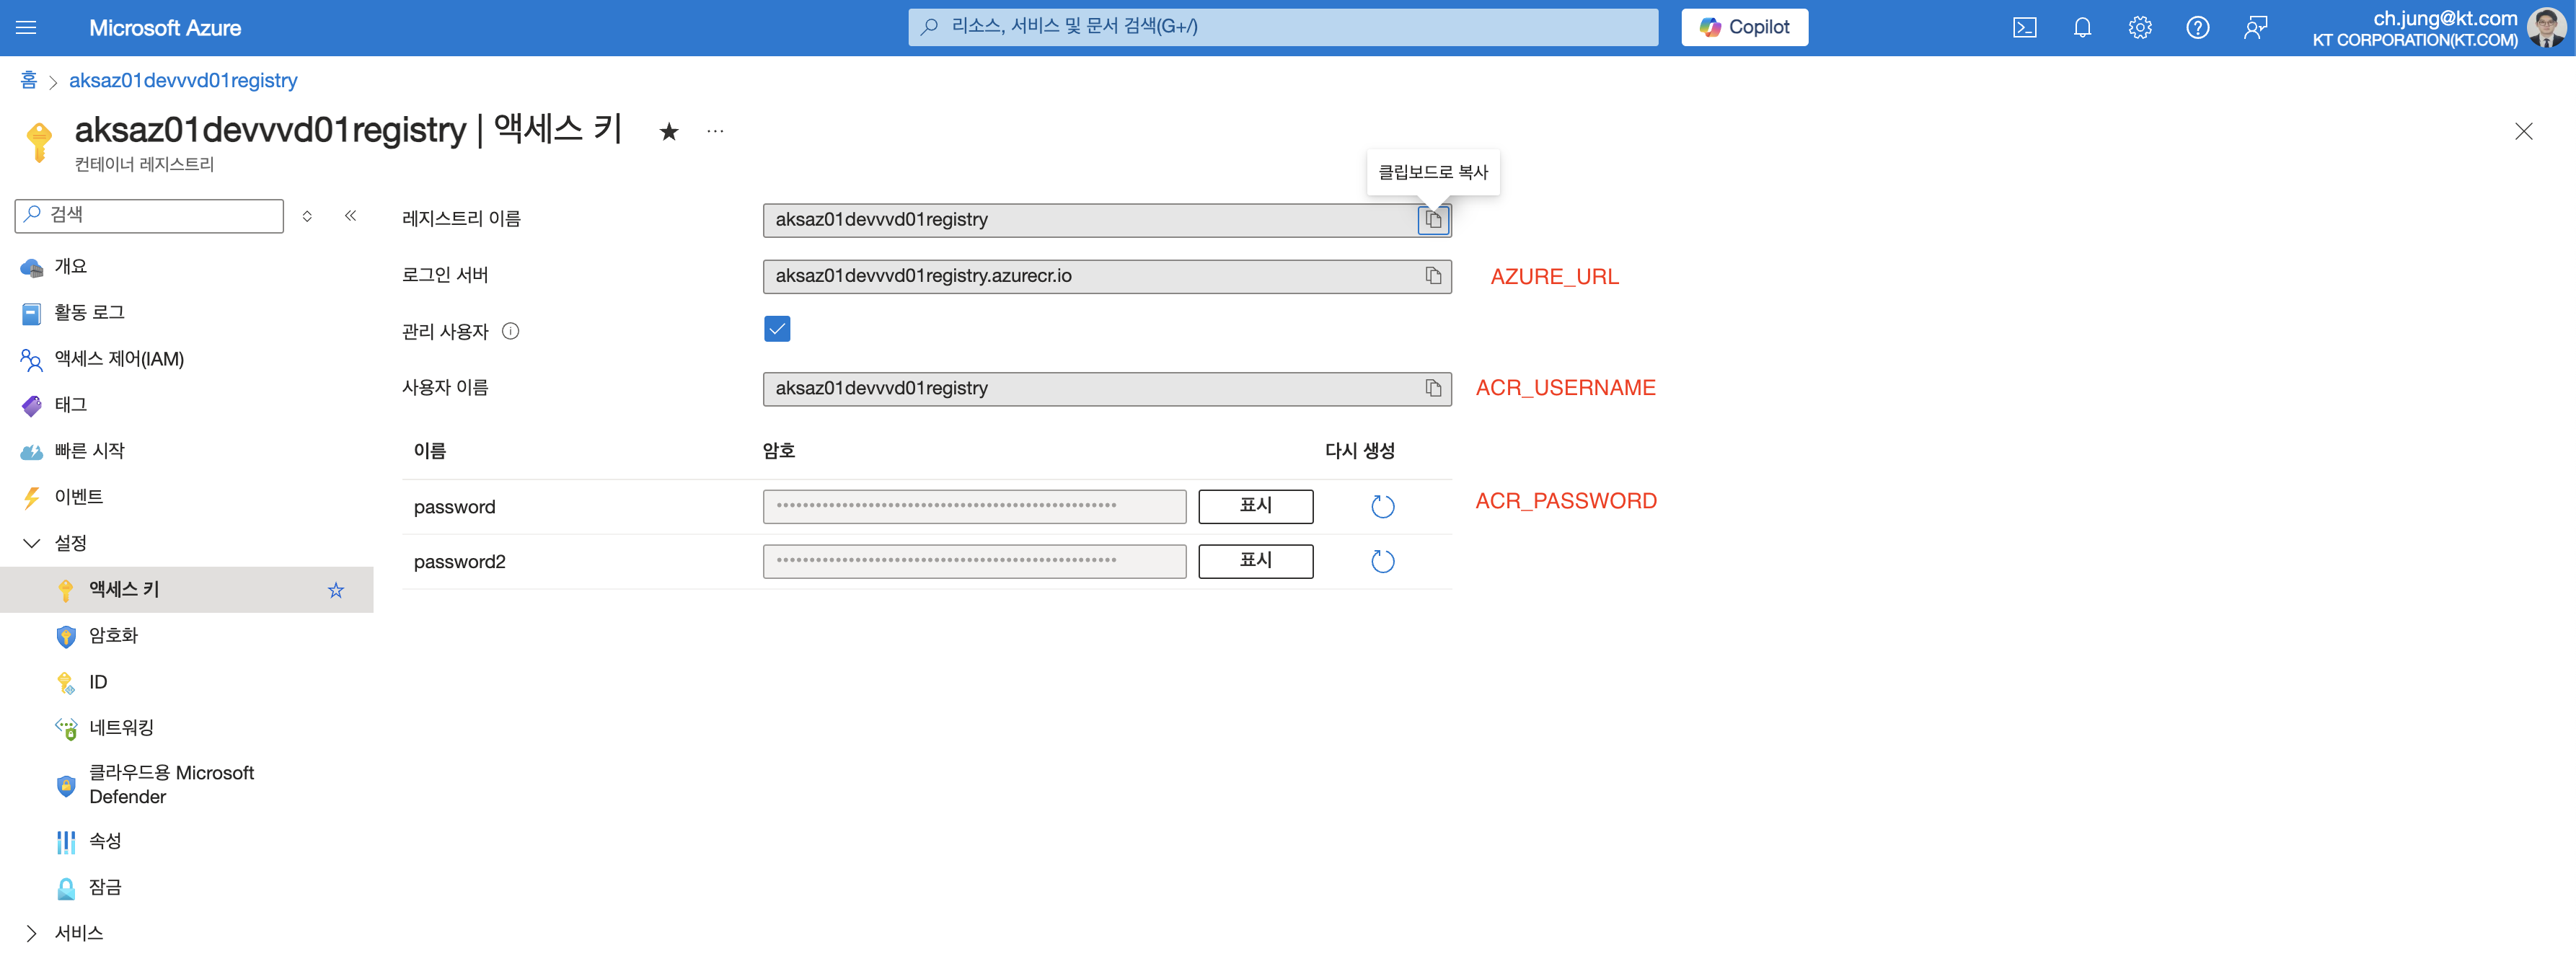 Microsoft Azure
리소스, 서비스 및 문서 검색(G+/)
Copilot
ch.jung@kt.com
KT CORPORATION(KT.COM)
홈 > aksaz01devvvd01registry
aksaz01devvvd01registry | 액세스 키
컨테이너 레지스트리
클립보드로 복사
검색
개요
활동 로그
액세스 제어(IAM)
태그
빠른 시작
이벤트
설정
액세스 키
암호화
ID
네트워킹
클라우드용 Microsoft
Defender
속성
잠금
서비스
레지스트리 이름
aksaz01devvvd01registry
로그인 서버
aksaz01devvvd01registry.azurecr.io
AZURE_URL
관리 사용자
사용자 이름
aksaz01devvvd01registry
ACR_USERNAME
이름 암호 다시 생성
password 표시
ACR_PASSWORD
password2 표시